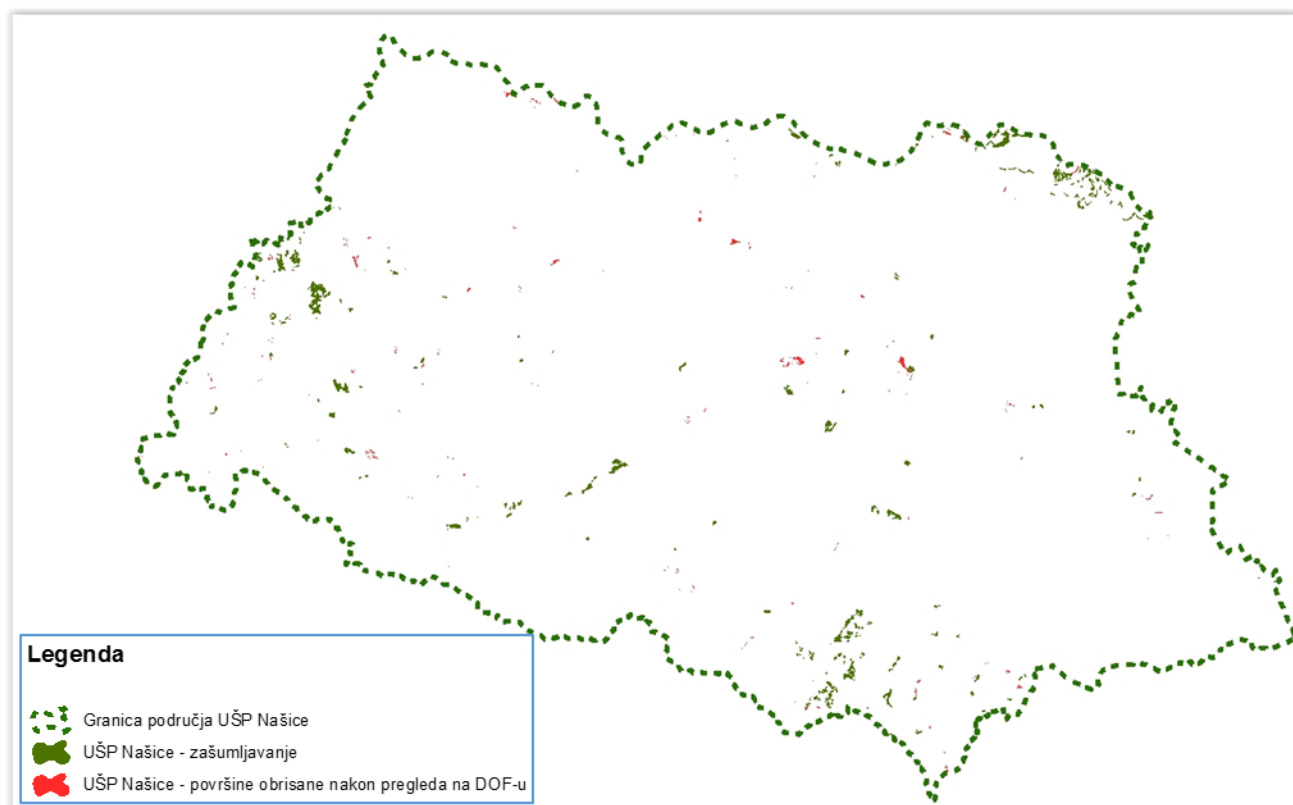 Legenda
Granica područja UŠP Našice
UŠP Našice - zašumljavanje
UŠP Našice - površine obrisane nakon pregleda na DOF-u